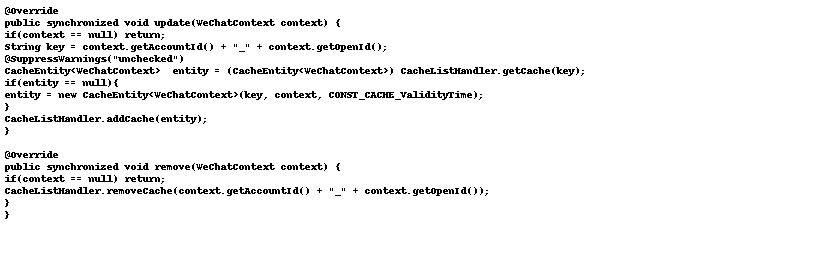 @Override
public synchronized void update(WeChatContext context) {
if(context == null) return;
String key = context.getAccountId() + "_" + context.getOpenId();
@SuppressWarnings("unchecked")
CacheEntity<WeChatContext>  entity = (CacheEntity<WeChatContext>) CacheListHandler.getCache(key);
if(entity == null){
entity = new CacheEntity<WeChatContext>(key, context, CONST_CACHE_ValidityTime);
}
CacheListHandler.addCache(entity);
}

@Override
public synchronized void remove(WeChatContext context) {
if(context == null) return;
CacheListHandler.removeCache(context.getAccountId() + "_" + context.getOpenId());
}
}